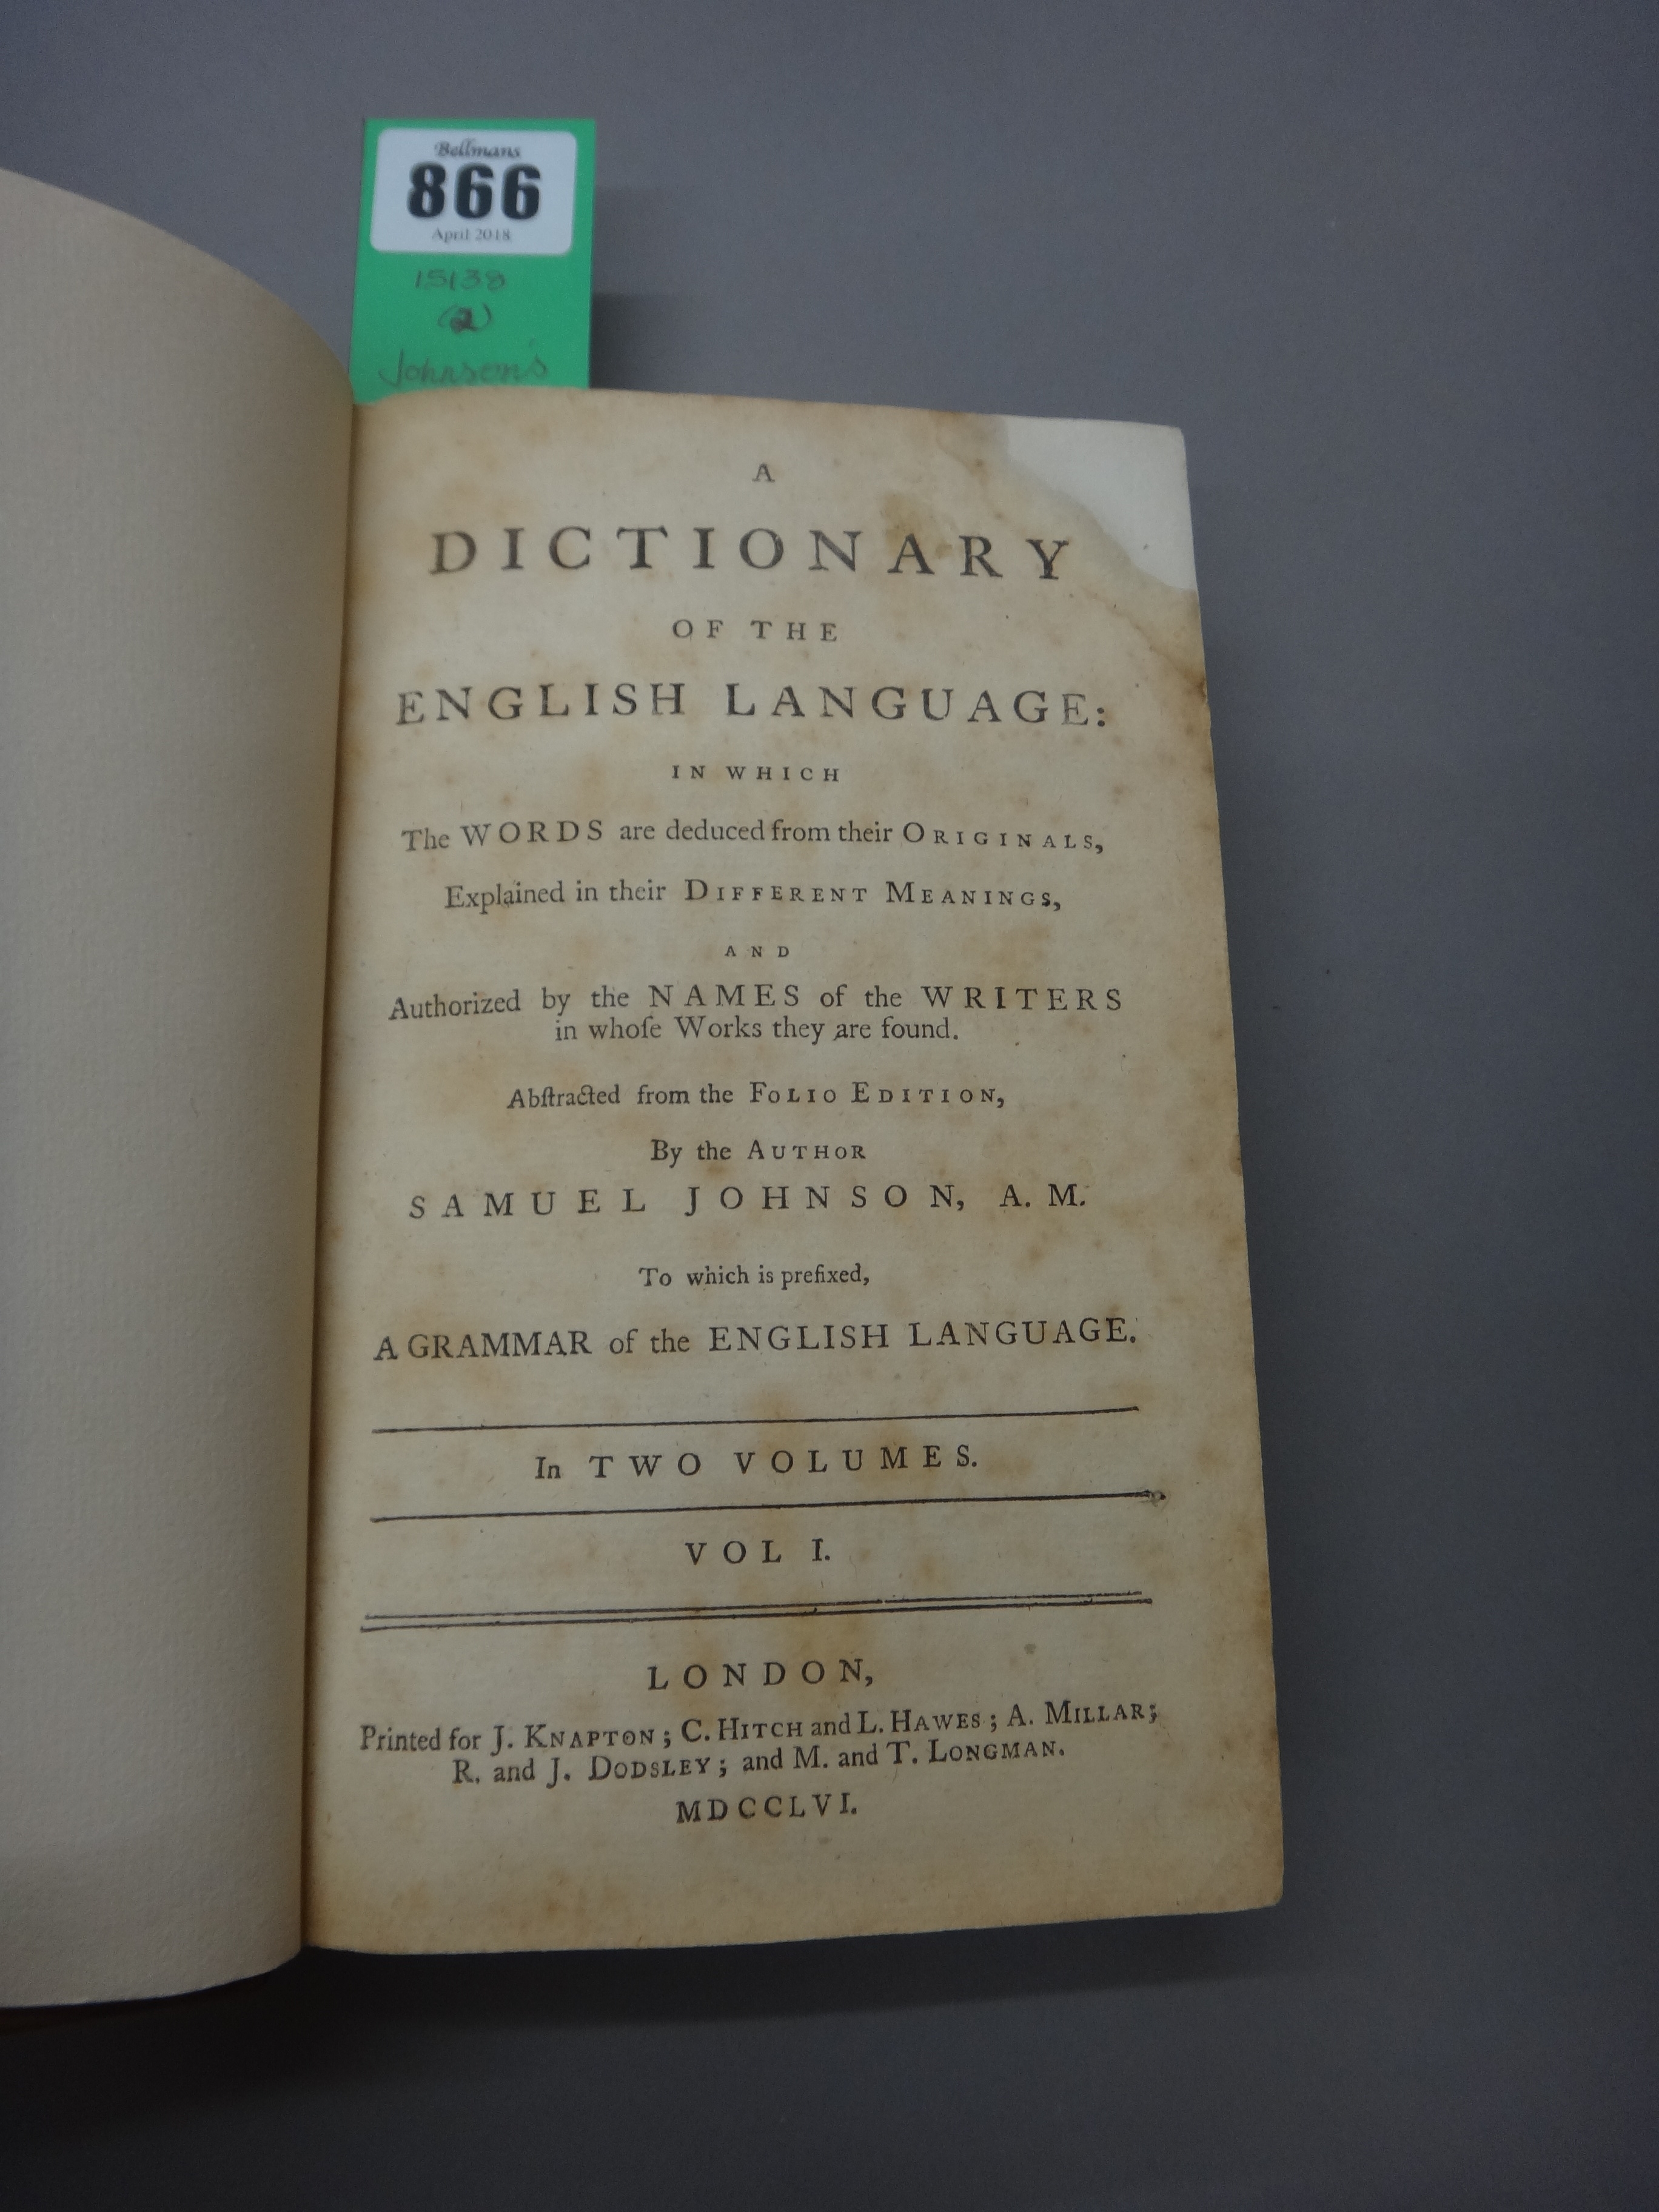 Bellmans
866
April 2018
15138
(2)
Johnson's
A
DICTIONARY
OF THE
ENGLISH LANGUAGE:
IN WHICH
The WORDS are deduced from their ORIGINALS,
Explained in their DIFFERENT MEANINGS,
AND
Authorized by the NAMES of the WRITERS
in whoſe Works they are found.
Abſtracted from the FOLIO EDITION,
By the AUTHOR
SAMUEL JOHNSON, A. M.
To which is prefixed,
A GRAMMAR of the ENGLISH LANGUAGE.
In TWO VOLUMES.
VOL I.
LONDON,
Printed for J. KNAPTON; C. HITCH and L. HAWES; A. MILLAR;
R. and J. DODSLEY; and M. and T. LONGMAN.
MDCCLVI.